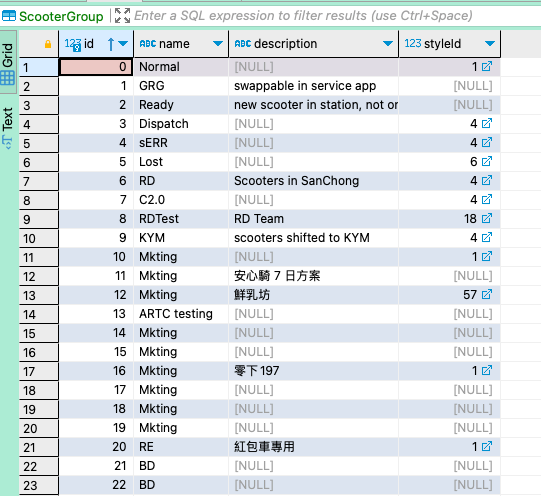 ScooterGroup Enter a SQL expression to filter results (use Ctrl+Space)
Grid
Text
123 id ABC name ABC description 123 styleId
1 0 Normal [NULL] 1
2 1 GRG swappable in service app [NULL]
3 2 Ready new scooter in station, not or [NULL]
4 3 Dispatch [NULL] 4
5 4 sERR [NULL] 4
6 5 Lost [NULL] 6
7 6 RD Scooters in SanChong 4
8 7 C2.0 [NULL] 4
9 8 RDTest RD Team 18
10 9 KYM scooters shifted to KYM 4
11 10 Mkting [NULL] 1
12 11 Mkting 安心騎 7 日方案 [NULL]
13 12 Mkting 鮮乳坊 57
14 13 ARTC testing [NULL] [NULL]
15 14 Mkting [NULL] [NULL]
16 15 Mkting [NULL] [NULL]
17 16 Mkting 零下 197 1
18 17 Mkting [NULL] [NULL]
19 18 Mkting [NULL] [NULL]
20 19 Mkting [NULL] [NULL]
21 20 RE 紅包車專用 1
22 21 BD [NULL] [NULL]
23 22 BD [NULL] [NULL]